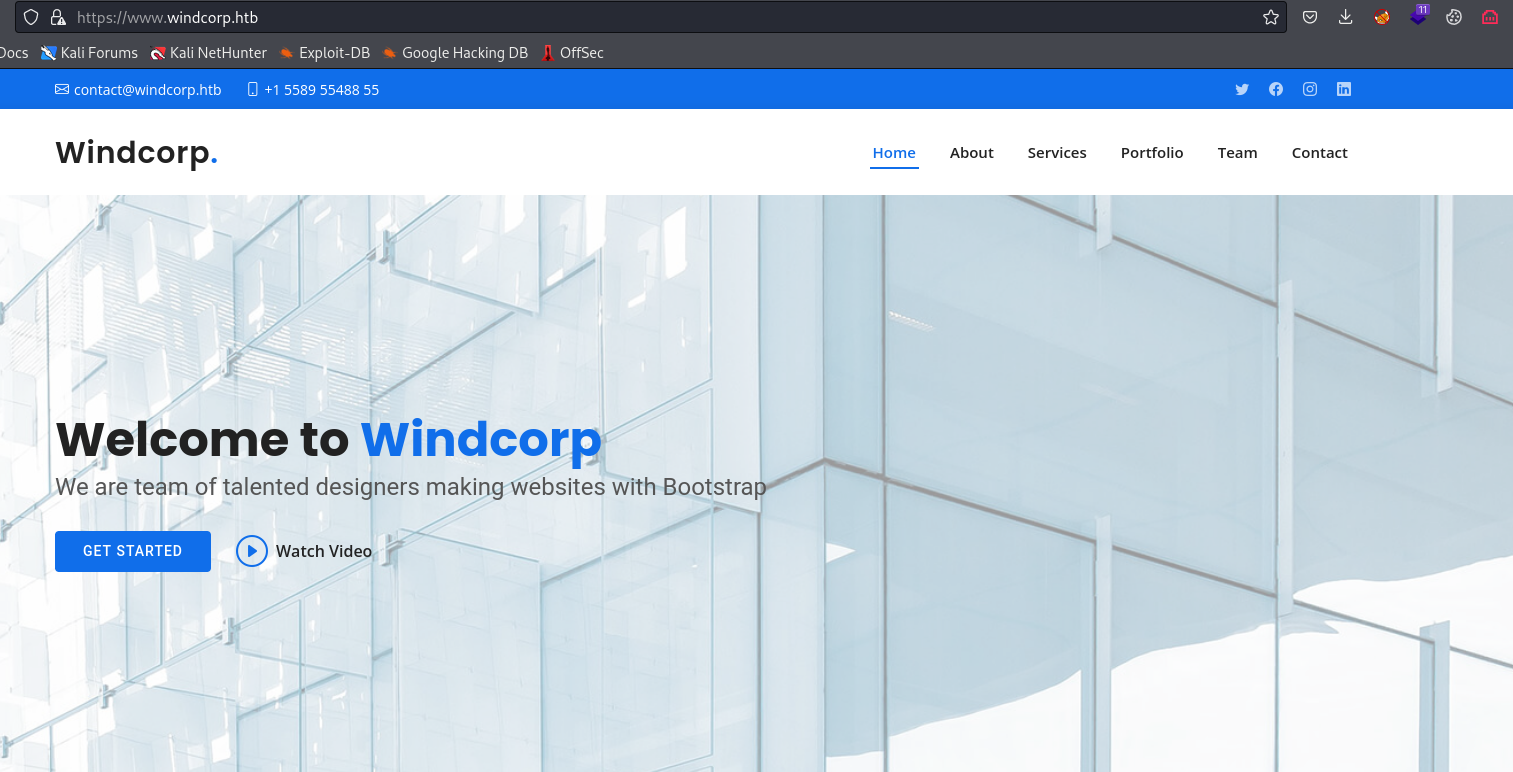 https://www.windcorp.htb
11
Docs Kali Forums Kali NetHunter Exploit-DB Google Hacking DB OffSec
contact@windcorp.htb +1 5589 55488 55
Windcorp.
Home About Services Portfolio Team Contact
Welcome to Windcorp
We are team of talented designers making websites with Bootstrap
GET STARTED Watch Video